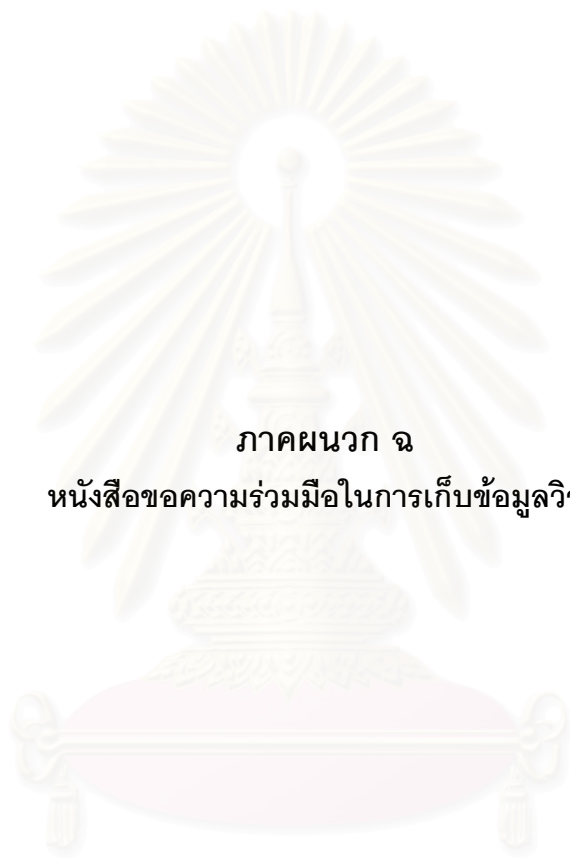 ภาคผนวก ฉ
หนังสือขอความร่วมมือในการเก็บข้อมูล